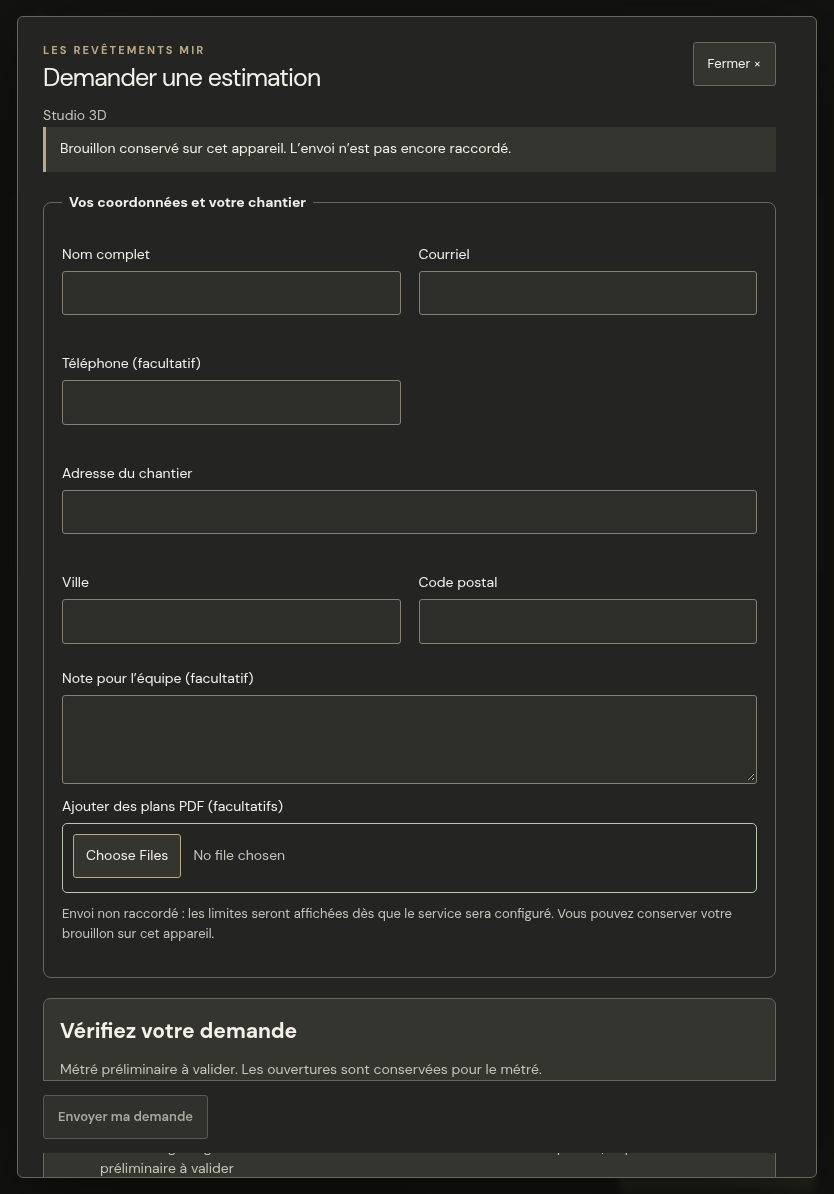 LES REVÊTEMENTS MIR
Demander une estimation
Fermer ×
Studio 3D
Brouillon conservé sur cet appareil. L’envoi n’est pas encore raccordé.
Vos coordonnées et votre chantier
Nom complet
Courriel
Téléphone (facultatif)
Adresse du chantier
Ville
Code postal
Note pour l’équipe (facultatif)
Ajouter des plans PDF (facultatifs)
Choose Files
No file chosen
Envoi non raccordé : les limites seront affichées dès que le service sera configuré. Vous pouvez conserver votre
brouillon sur cet appareil.
Vérifiez votre demande
Métré préliminaire à valider. Les ouvertures sont conservées pour le métré.
Envoyer ma demande
préliminaire à valider